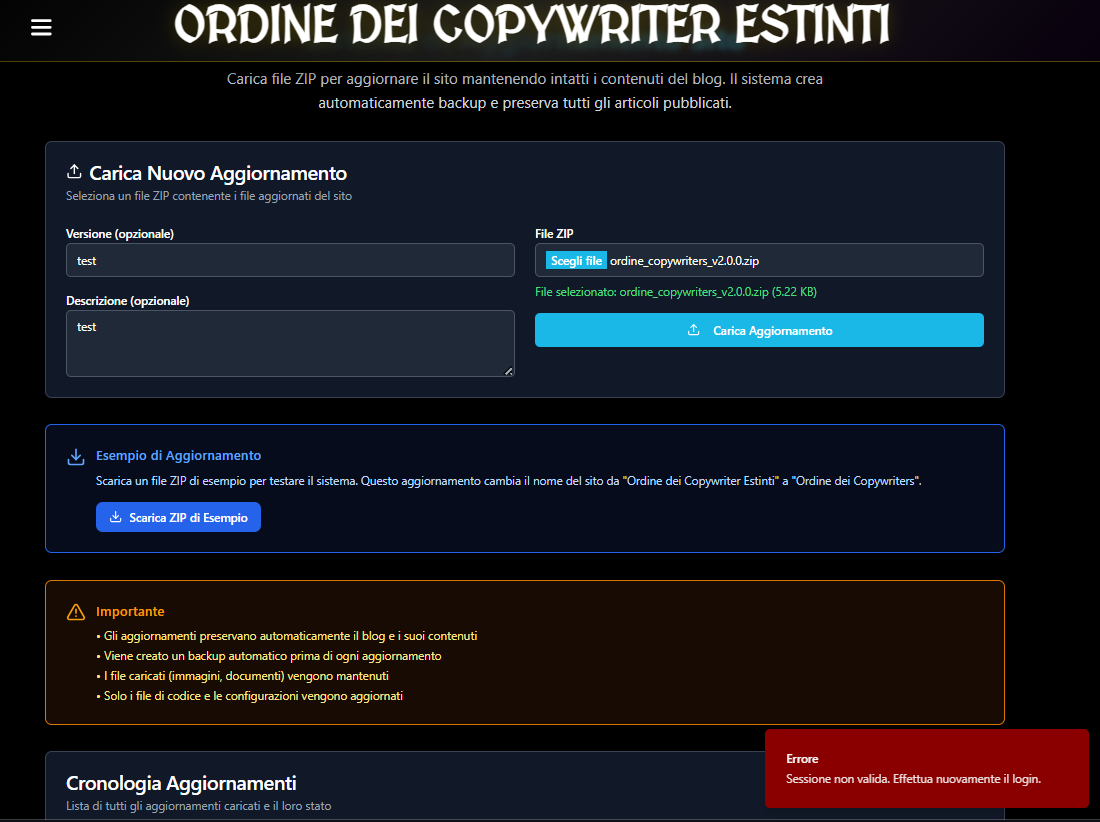 ORDINE DEI COPYWRITER ESTINTI
Carica file ZIP per aggiornare il sito mantenendo intatti i contenuti del blog. Il sistema crea
automaticamente backup e preserva tutti gli articoli pubblicati.
Carica Nuovo Aggiornamento
Seleziona un file ZIP contenente i file aggiornati del sito
Versione (opzionale)
test
Descrizione (opzionale)
test
File ZIP
Scegli file ordine_copywriters_v2.0.0.zip
File selezionato: ordine_copywriters_v2.0.0.zip (5.22 KB)
Carica Aggiornamento
Esempio di Aggiornamento
Scarica un file ZIP di esempio per testare il sistema. Questo aggiornamento cambia il nome del sito da "Ordine dei Copywriter Estinti" a "Ordine dei Copywriters".
Scarica ZIP di Esempio
Importante
• Gli aggiornamenti preservano automaticamente il blog e i suoi contenuti
• Viene creato un backup automatico prima di ogni aggiornamento
• I file caricati (immagini, documenti) vengono mantenuti
• Solo i file di codice e le configurazioni vengono aggiornati
Cronologia Aggiornamenti
Lista di tutti gli aggiornamenti caricati e il loro stato
Errore
Sessione non valida. Effettua nuovamente il login.